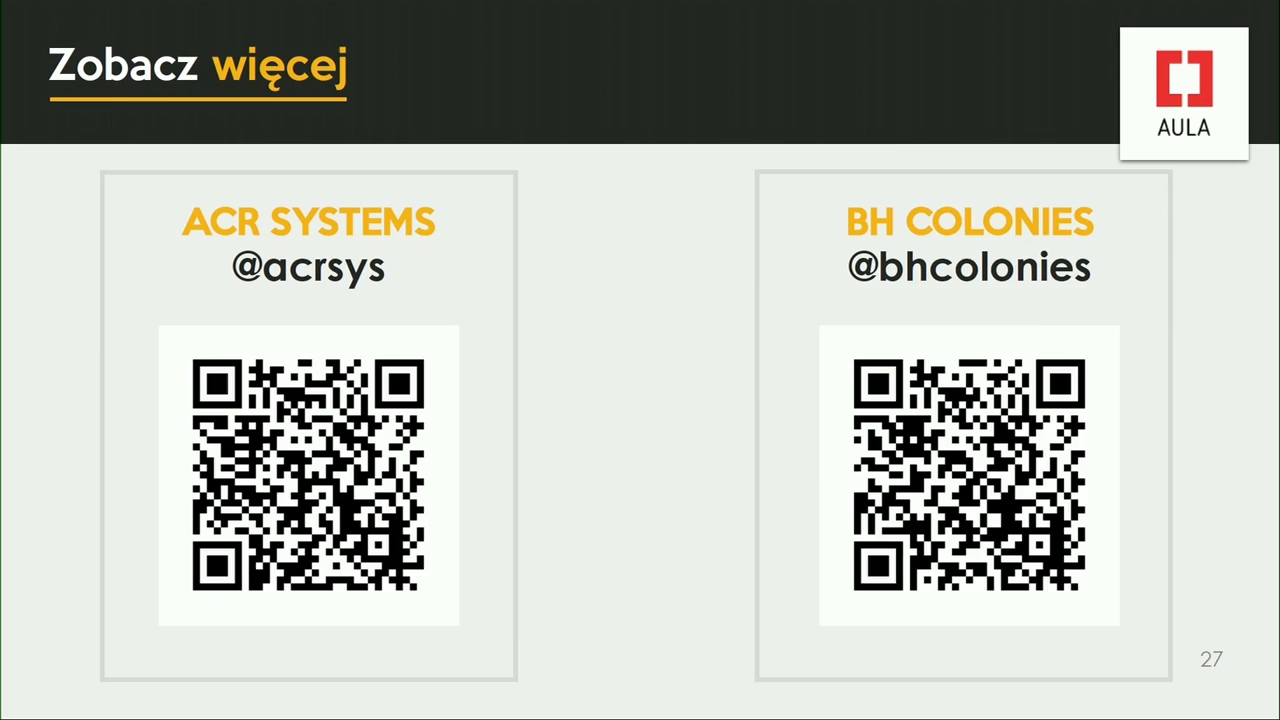 Zobacz więcej
AULA
ACR SYSTEMS
@acrsys
BH COLONIES
@bhcolonies
27